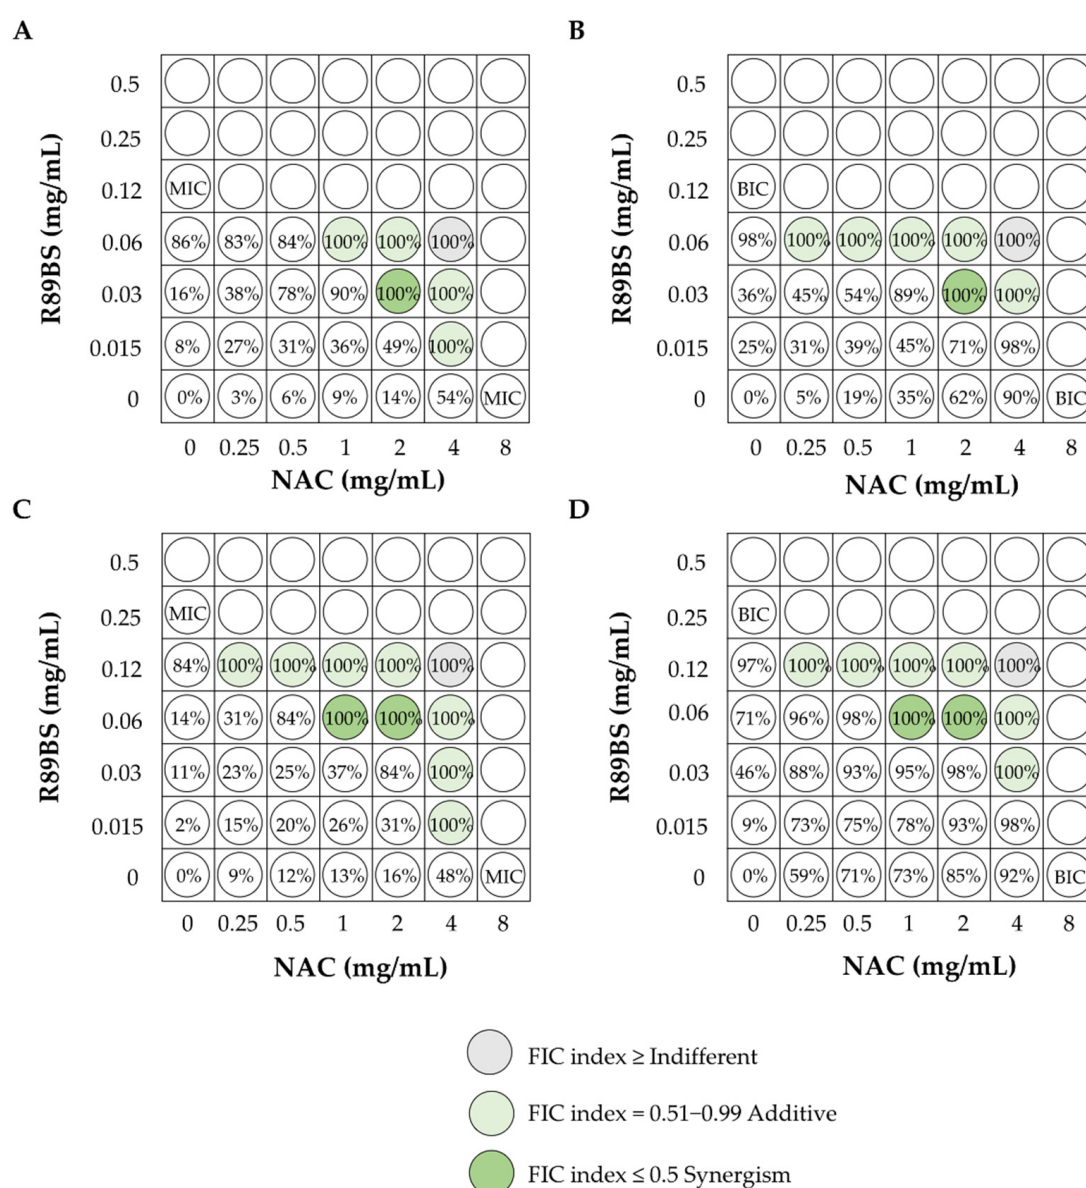 A
B
R89BS (mg/mL)
0.5
0.25
0.12 MIC
0.06 86% 83% 84% 100% 100% 100%
0.03 16% 38% 78% 90% 100% 100%
0.015 8% 27% 31% 36% 49% 100%
0 0% 3% 6% 9% 14% 54% MIC
0 0.25 0.5 1 2 4 8
NAC (mg/mL)
R89BS (mg/mL)
0.5
0.25
0.12 BIC
0.06 98% 100% 100% 100% 100% 100%
0.03 36% 45% 54% 89% 100% 100%
0.015 25% 31% 39% 45% 71% 98%
0 0% 5% 19% 35% 62% 90% BIC
0 0.25 0.5 1 2 4 8
NAC (mg/mL)
C
D
R89BS (mg/mL)
0.5
0.25 MIC
0.12 84% 100% 100% 100% 100% 100%
0.06 14% 31% 84% 100% 100% 100%
0.03 11% 23% 25% 37% 84% 100%
0.015 2% 15% 20% 26% 31% 100%
0 0% 9% 12% 13% 16% 48% MIC
0 0.25 0.5 1 2 4 8
NAC (mg/mL)
R89BS (mg/mL)
0.5
0.25 BIC
0.12 97% 100% 100% 100% 100% 100%
0.06 71% 96% 98% 100% 100% 100%
0.03 46% 88% 93% 95% 98% 100%
0.015 9% 73% 75% 78% 93% 98%
0 0% 59% 71% 73% 85% 92% BIC
0 0.25 0.5 1 2 4 8
NAC (mg/mL)
FIC index ≥ Indifferent
FIC index = 0.51–0.99 Additive
FIC index ≤ 0.5 Synergism